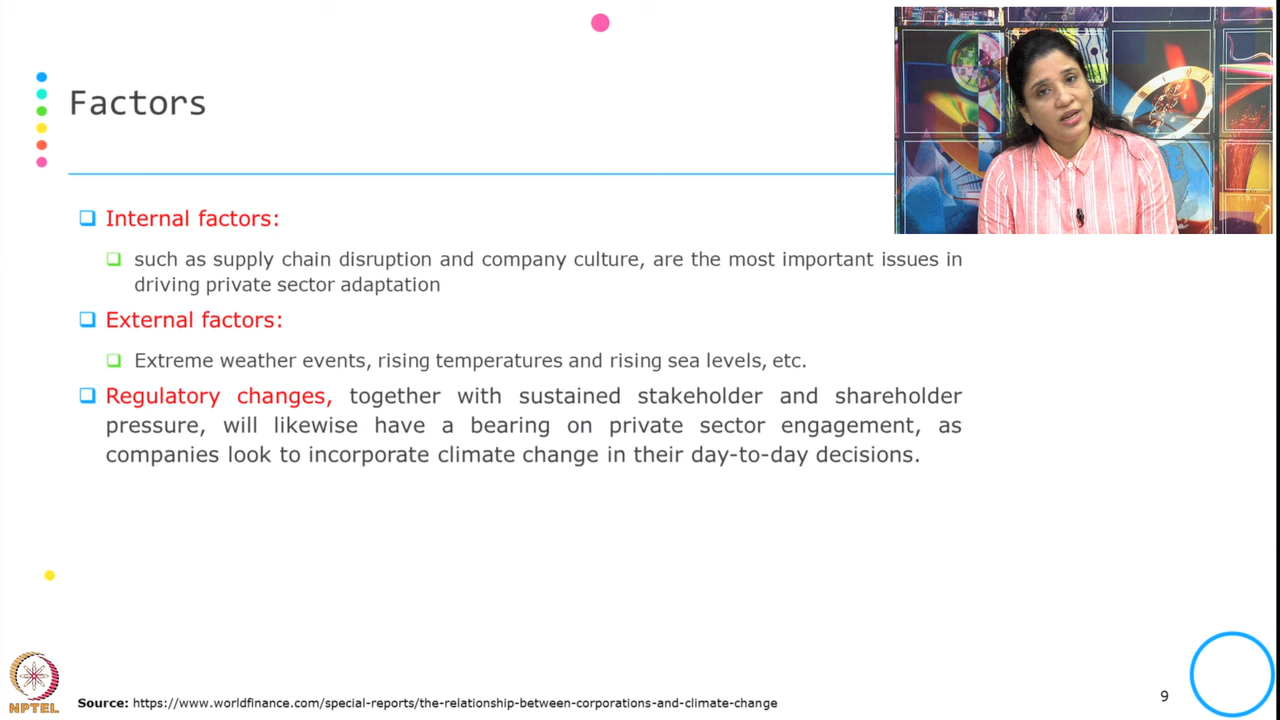 Factors
Internal factors:
such as supply chain disruption and company culture, are the most important issues in
driving private sector adaptation
External factors:
Extreme weather events, rising temperatures and rising sea levels, etc.
Regulatory changes, together with sustained stakeholder and shareholder
pressure, will likewise have a bearing on private sector engagement, as
companies look to incorporate climate change in their day-to-day decisions.
NPTEL
Source: https://www.worldfinance.com/special-reports/the-relationship-between-corporations-and-climate-change
9